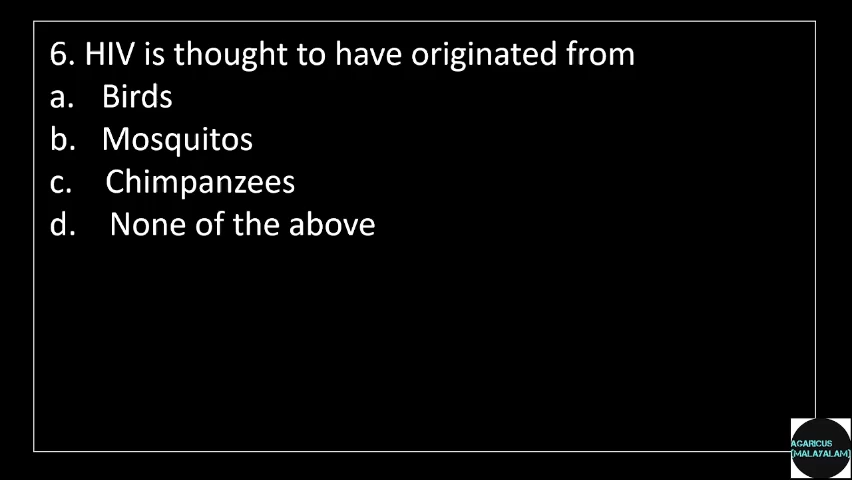 6. HIV is thought to have originated from
a. Birds
b. Mosquitos
c. Chimpanzees
d. None of the above
AGARICUS
[MALAYALAM]